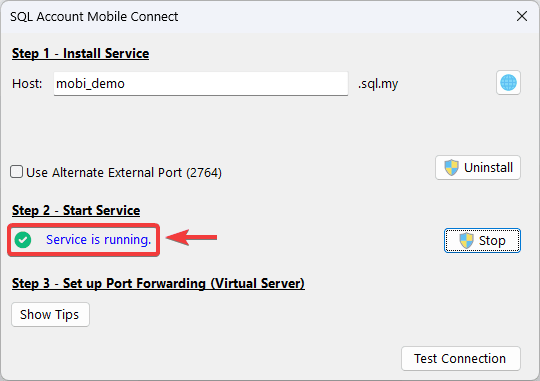 SQL Account Mobile Connect
Step 1 - Install Service
Host: mobi_demo .sql.my
Use Alternate External Port (2764)
Uninstall
Step 2 - Start Service
Service is running.
Stop
Step 3 - Set up Port Forwarding (Virtual Server)
Show Tips
Test Connection